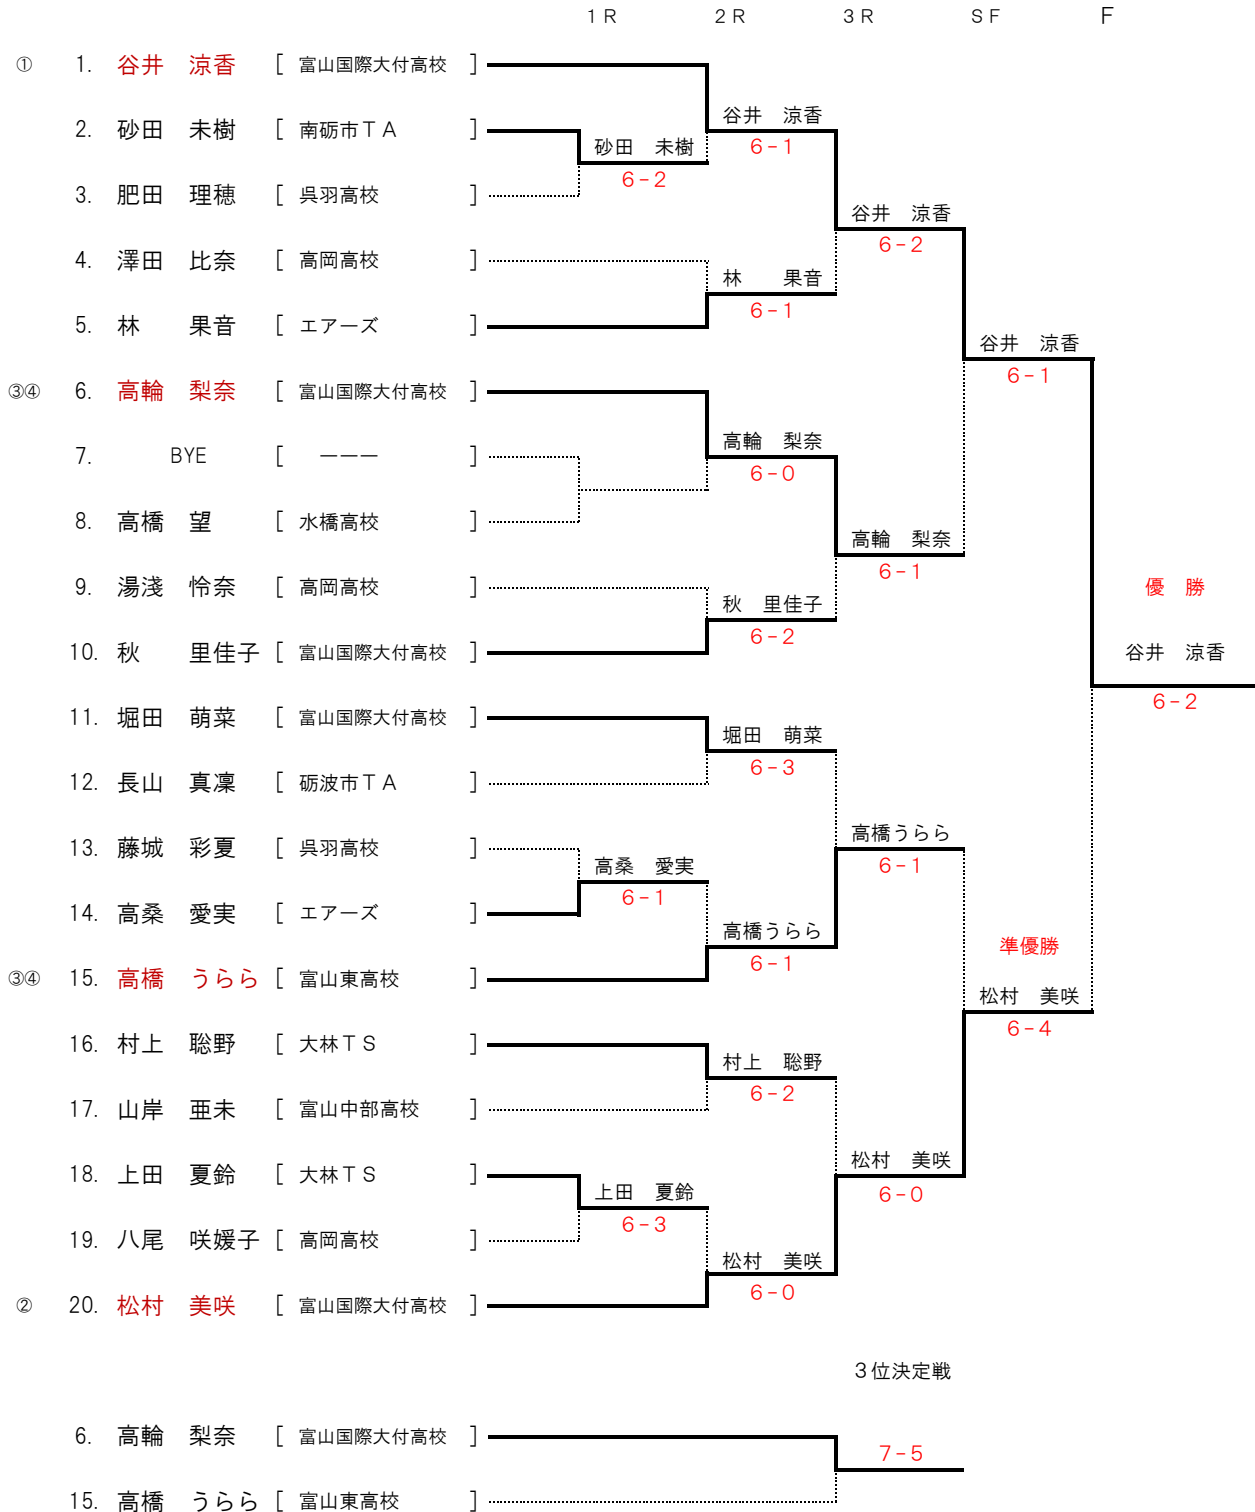 1R 2R 3R SF F
① 1. 谷井 涼香 [ 富山国際大付高校 ]
谷井 涼香
2. 砂田 未樹 [ 南砺市TA ]
砂田 未樹 6-1
6-2
3. 肥田 理穂 [ 呉羽高校 ]
谷井 涼香
6-2
4. 澤田 比奈 [ 高岡高校 ]
林 果音
6-1
5. 林 果音 [ エアーズ ]
谷井 涼香
6-1
③④ 6. 高輪 梨奈 [ 富山国際大付高校 ]
高輪 梨奈
7. BYE [ ーーー ]
6-0
8. 高橋 望 [ 水橋高校 ]
高輪 梨奈
6-1
9. 湯淺 怜奈 [ 高岡高校 ]
優 勝
秋 里佳子
6-2
10. 秋 里佳子 [ 富山国際大付高校 ]
谷井 涼香
6-2
11. 堀田 萌菜 [ 富山国際大付高校 ]
堀田 萌菜
6-3
12. 長山 真凜 [ 砺波市TA ]
高橋うらら
13. 藤城 彩夏 [ 呉羽高校 ]
高桑 愛実 6-1
6-1
14. 高桑 愛実 [ エアーズ ]
高橋うらら
準優勝
6-1
③④ 15. 高橋 うらら [ 富山東高校 ]
松村 美咲
6-4
16. 村上 聡野 [ 大林TS ]
村上 聡野
6-2
17. 山岸 亜未 [ 富山中部高校 ]
松村 美咲
18. 上田 夏鈴 [ 大林TS ]
上田 夏鈴 6-0
6-3
19. 八尾 咲媛子 [ 高岡高校 ]
松村 美咲
6-0
② 20. 松村 美咲 [ 富山国際大付高校 ]
3位決定戦
6. 高輪 梨奈 [ 富山国際大付高校 ]
7-5
15. 高橋 うらら [ 富山東高校 ]